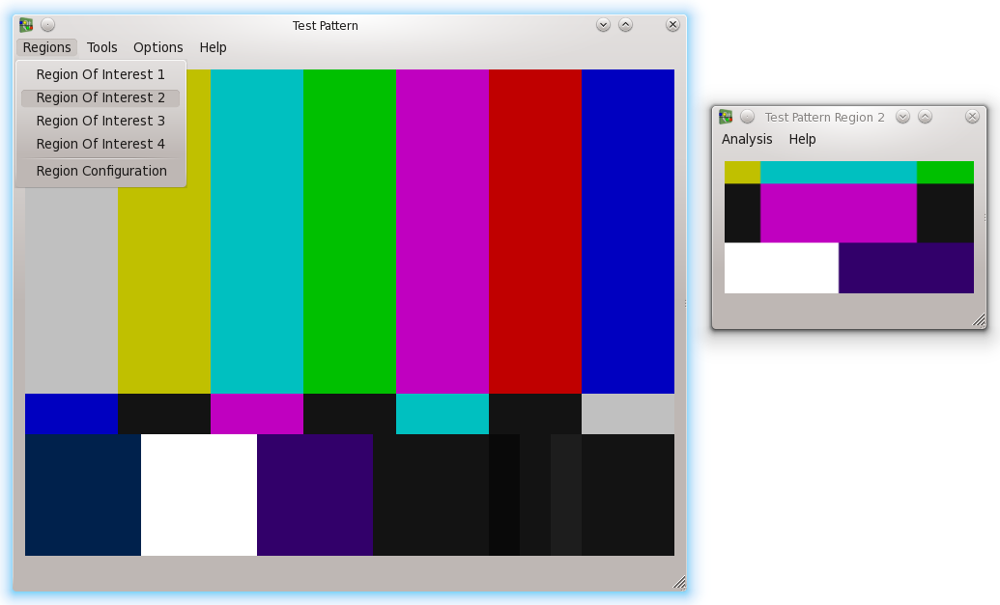 Test Pattern
Regions Tools Options Help
Region Of Interest 1
Region Of Interest 2
Region Of Interest 3
Region Of Interest 4
Region Configuration
Test Pattern Region 2
Analysis Help